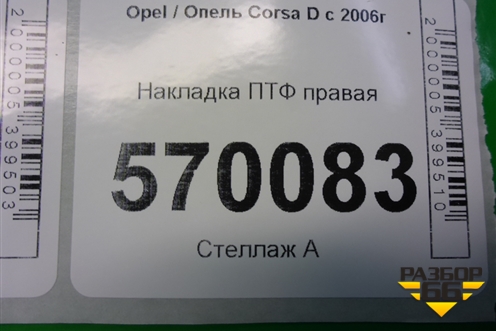 Opel / Опель Corsa D с 2006г
Накладка ПТФ правая
570083
Стеллаж А
2000005399503
2000005399510
РАЗБОР
66